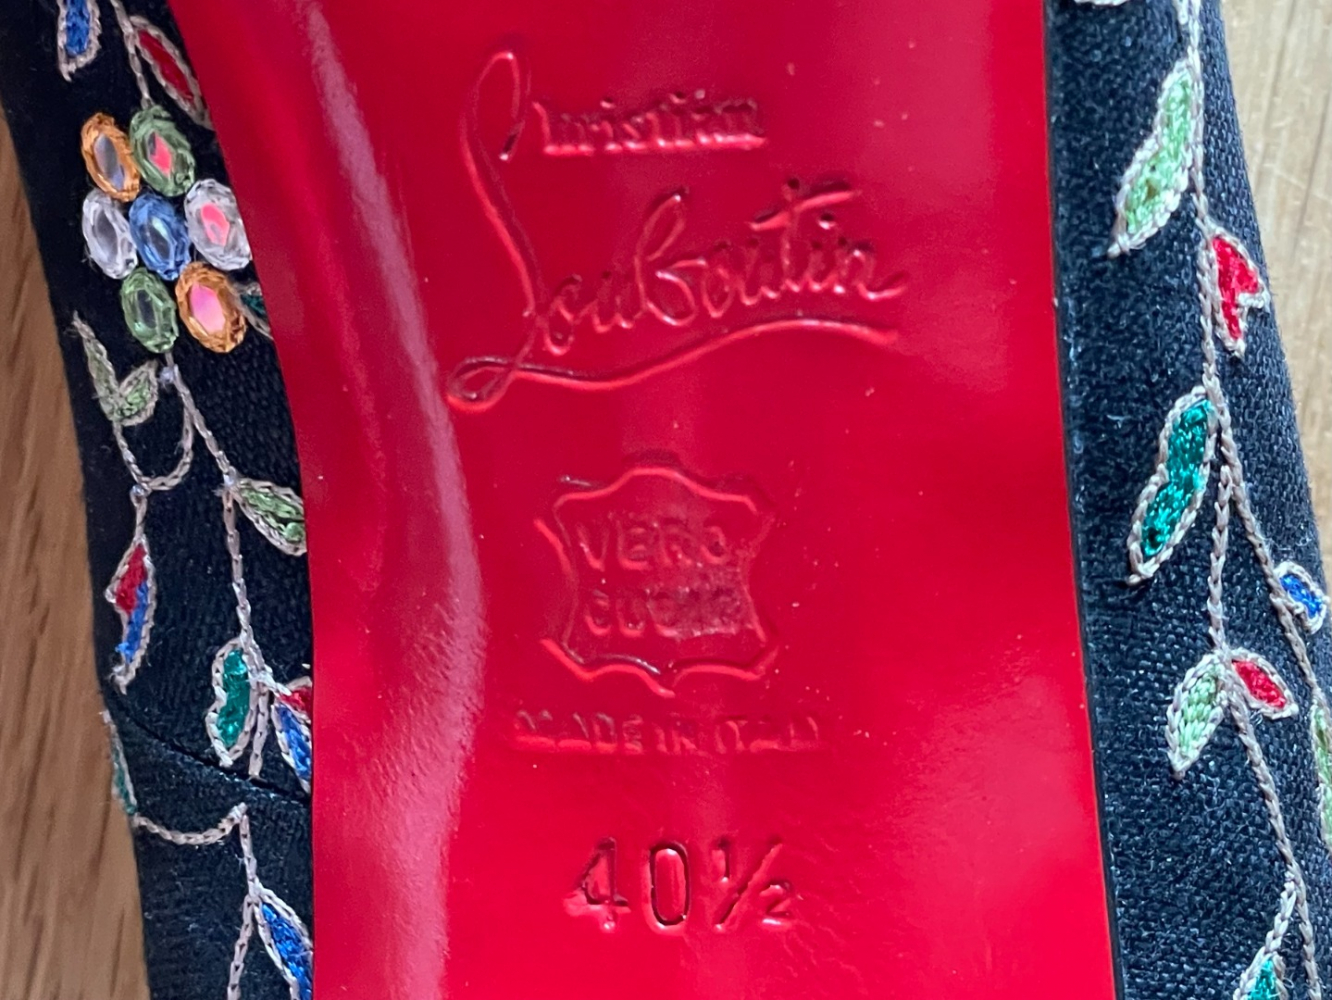 Christian
Louboutin
VERO
CUOIO
MADE IN ITALY
40½